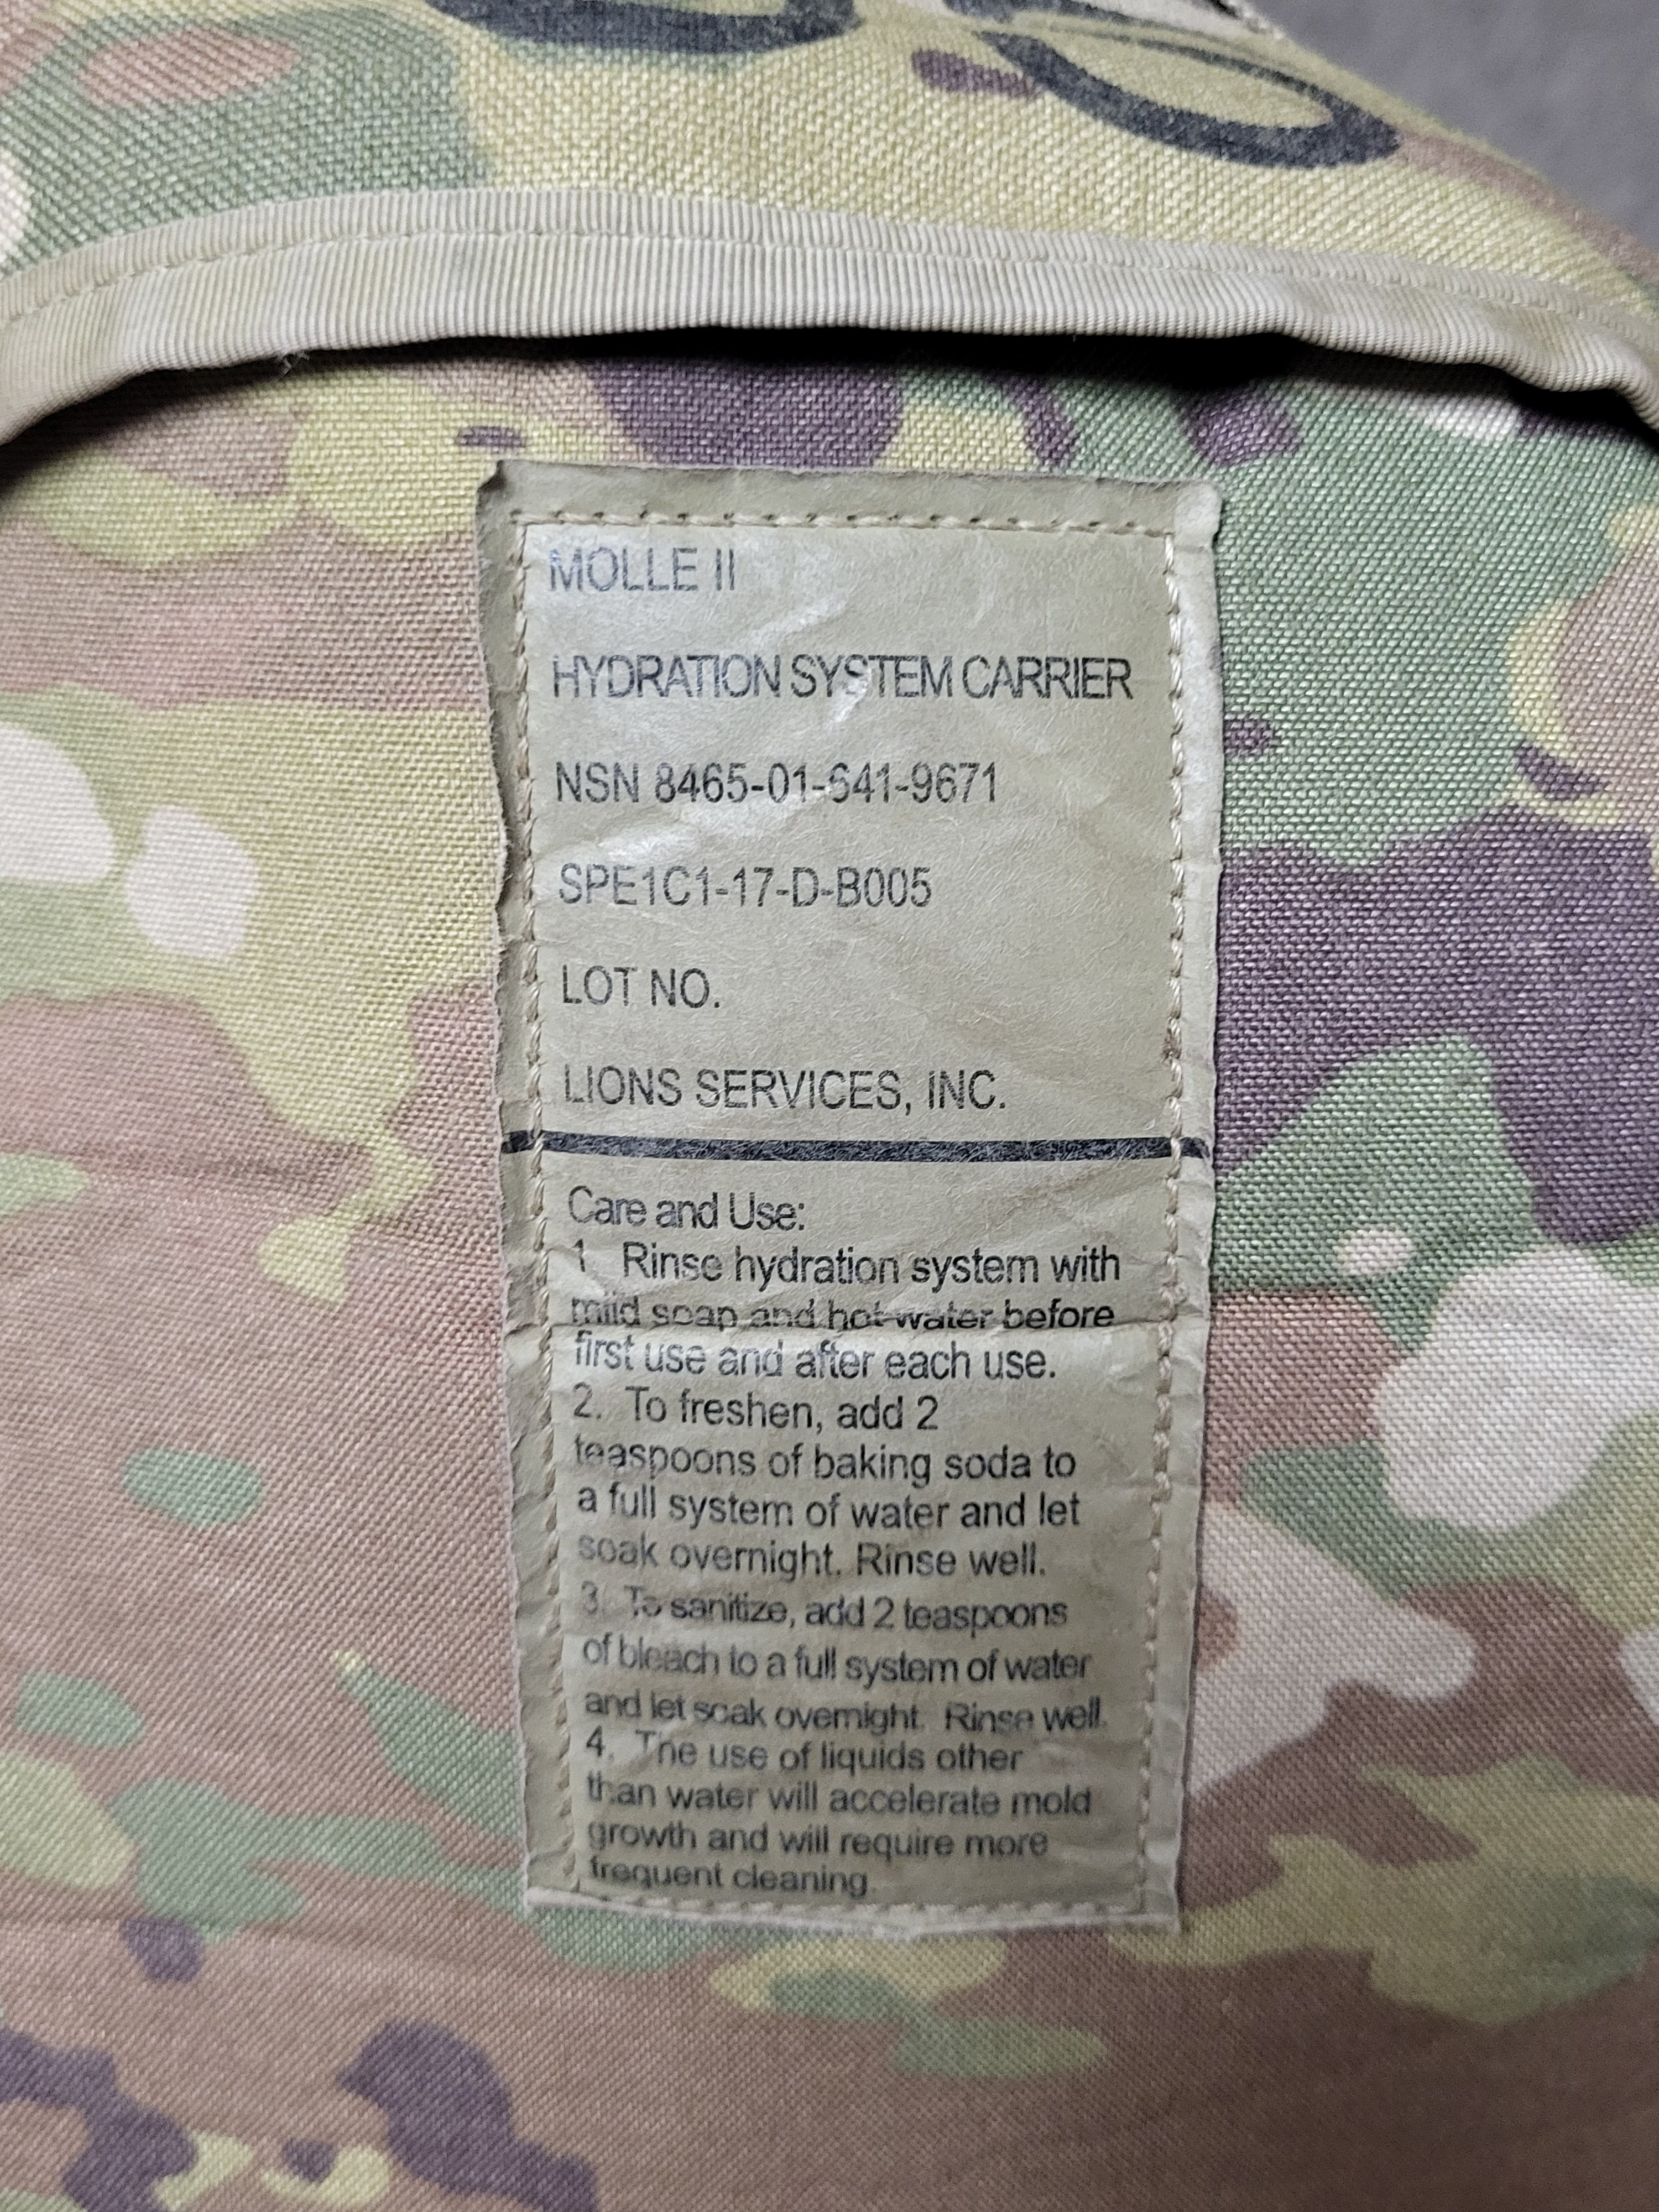 MOLLE II
HYDRATION SYSTEM CARRIER
NSN 8465-01-641-9671
SPE1C1-17-D-B005
LOT NO.
LIONS SERVICES, INC.
Care and Use:
1 Rinse hydration system with
mild soap and hot water before
first use and after each use.
2. To freshen, add 2
teaspoons of baking soda to
a full system of water and let
soak overnight. Rinse well.
3. To sanitize, add 2 teaspoons
of bleach to a full system of water
and let soak overnight. Rinse well.
4. The use of liquids other
than water will accelerate mold
growth and will require more
frequent cleaning.